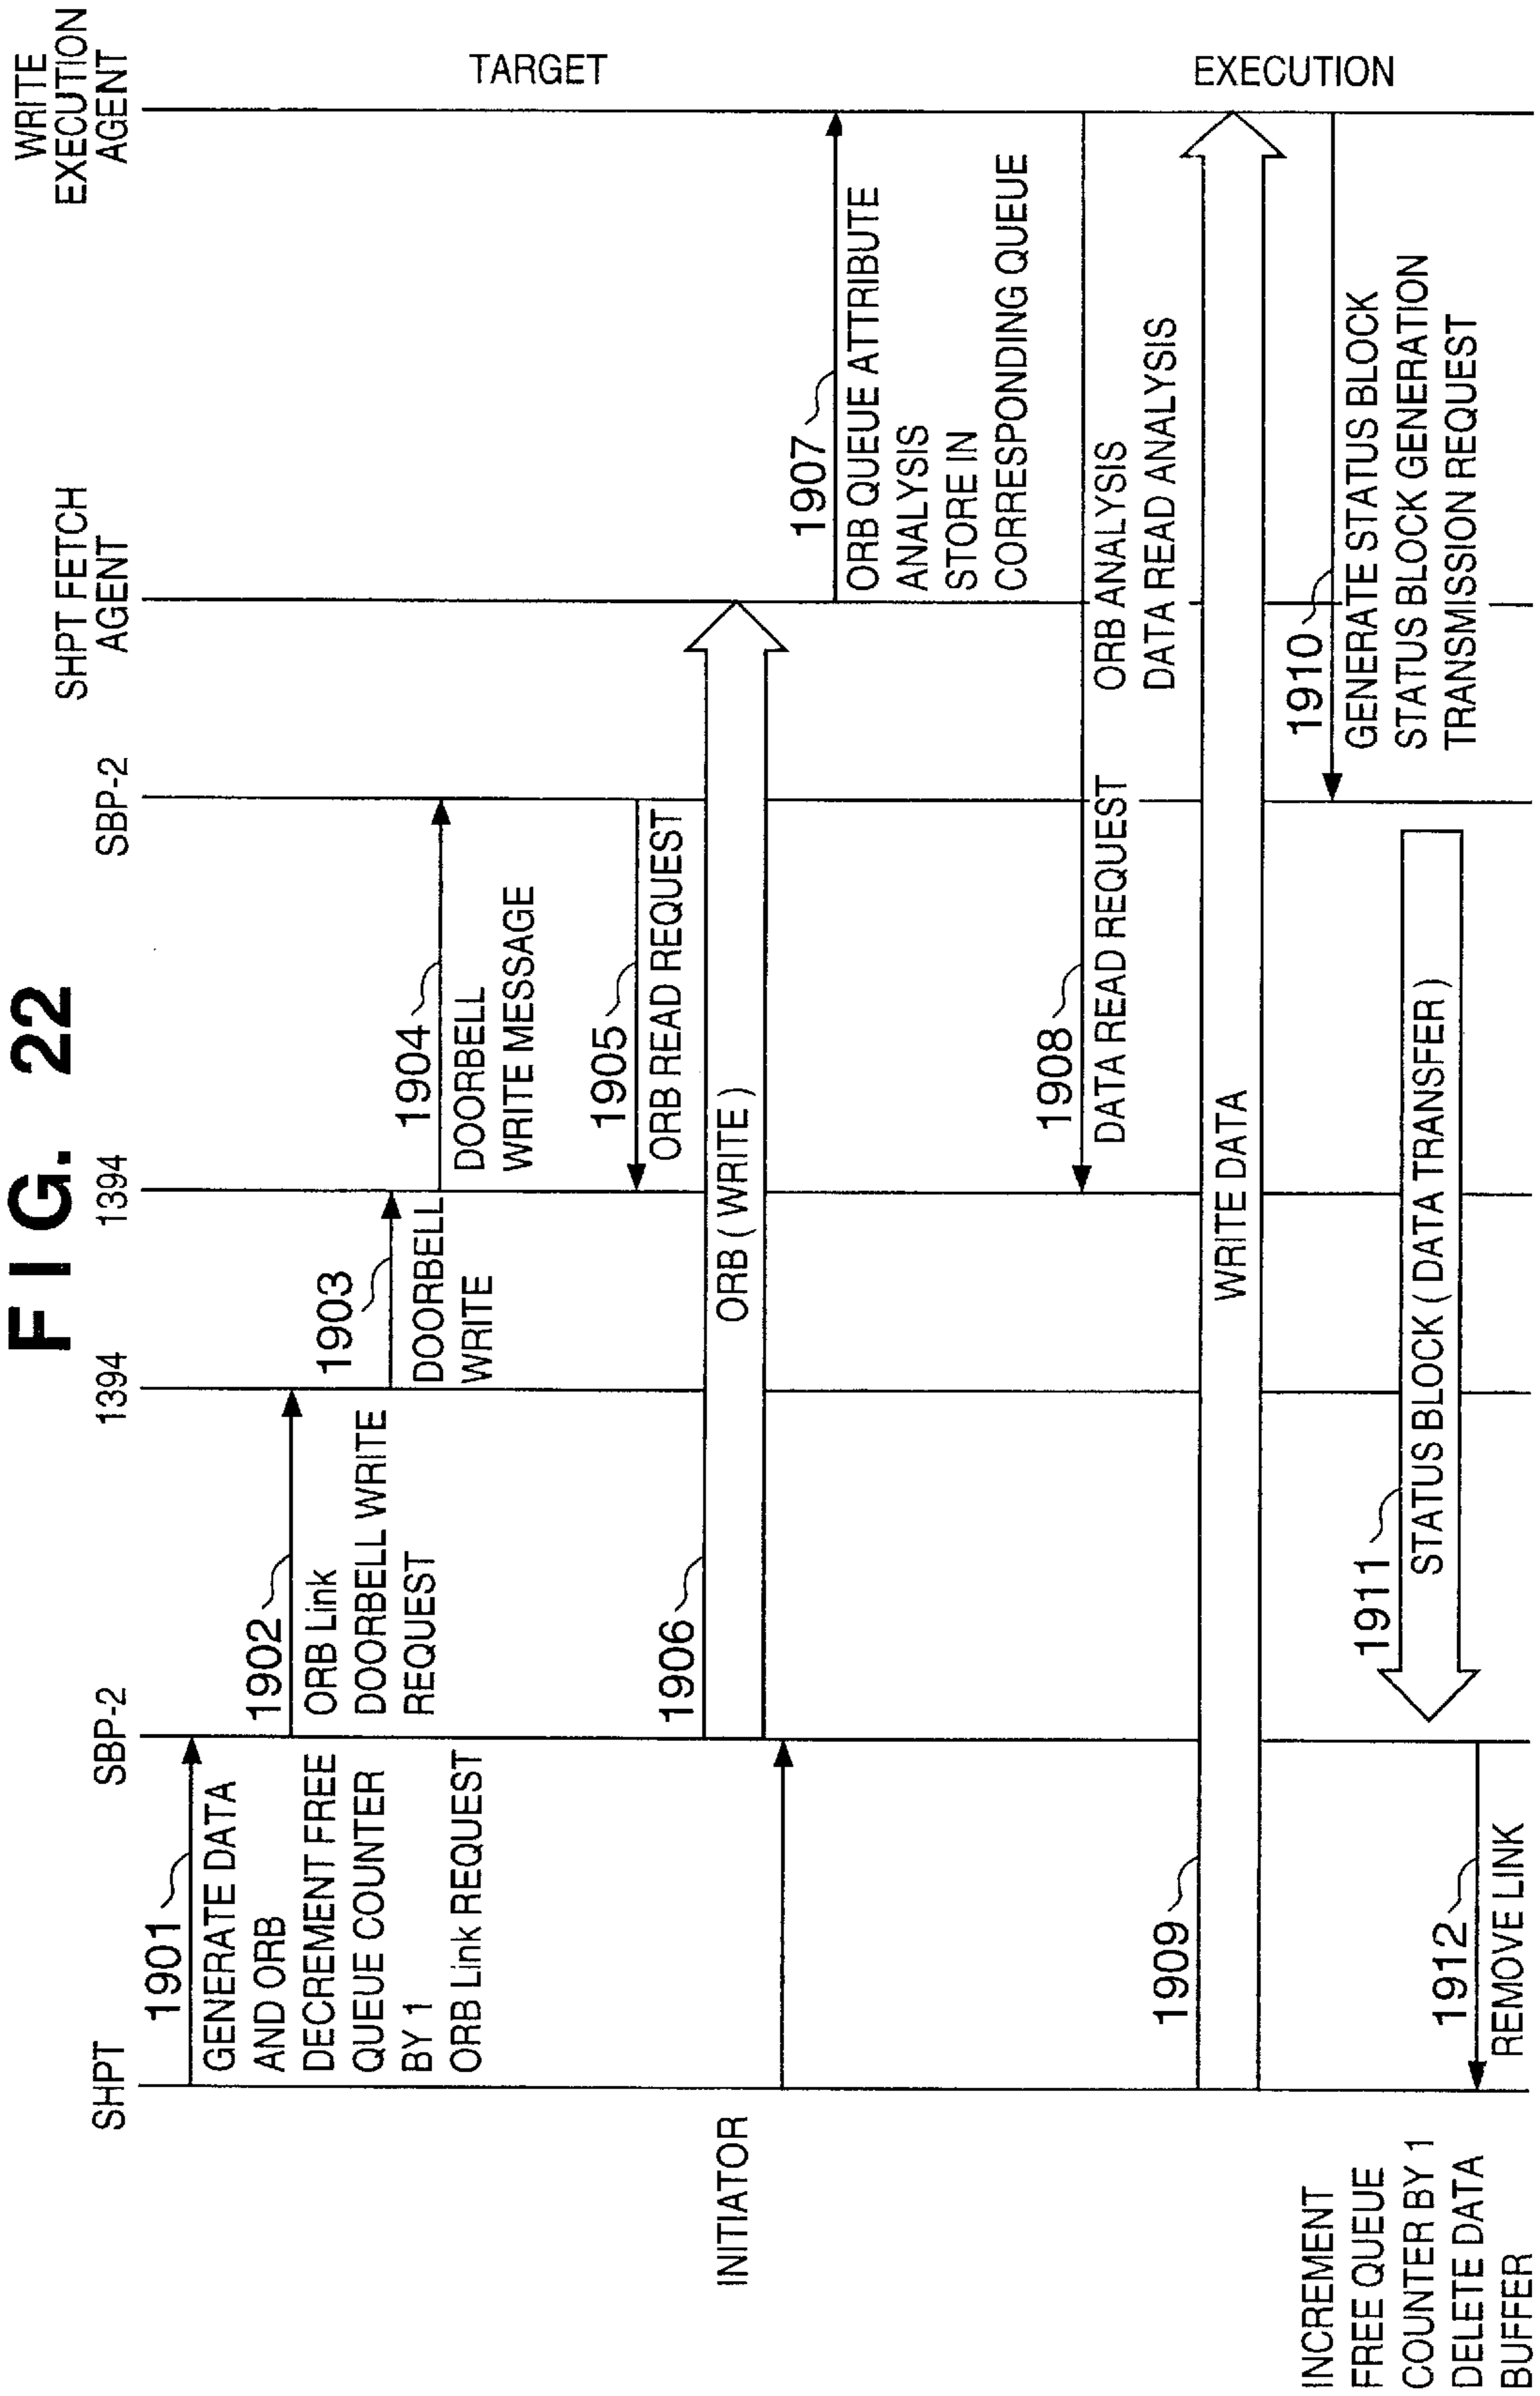 FIG. 22
SHPT
SBP-2
1394
1394
SBP-2
SHPT FETCH
AGENT
WRITE
EXECUTION
AGENT
1901
GENERATE DATA
AND ORB
DECREMENT FREE
QUEUE COUNTER
BY 1
ORB Link REQUEST
1902
ORB Link
DOORBELL WRITE
REQUEST
1903
DOORBELL
WRITE
1904
DOORBELL
WRITE MESSAGE
TARGET
1905
ORB READ REQUEST
INITIATOR
1906
ORB ( WRITE )
1907
ORB QUEUE ATTRIBUTE
ANALYSIS
STORE IN
CORRESPONDING QUEUE
1908
DATA READ REQUEST
ORB ANALYSIS
DATA READ ANALYSIS
1909
WRITE DATA
EXECUTION
1910
GENERATE STATUS BLOCK
STATUS BLOCK GENERATION
TRANSMISSION REQUEST
1911
STATUS BLOCK ( DATA TRANSFER )
1912
REMOVE LINK
INCREMENT
FREE QUEUE
COUNTER BY 1
DELETE DATA
BUFFER